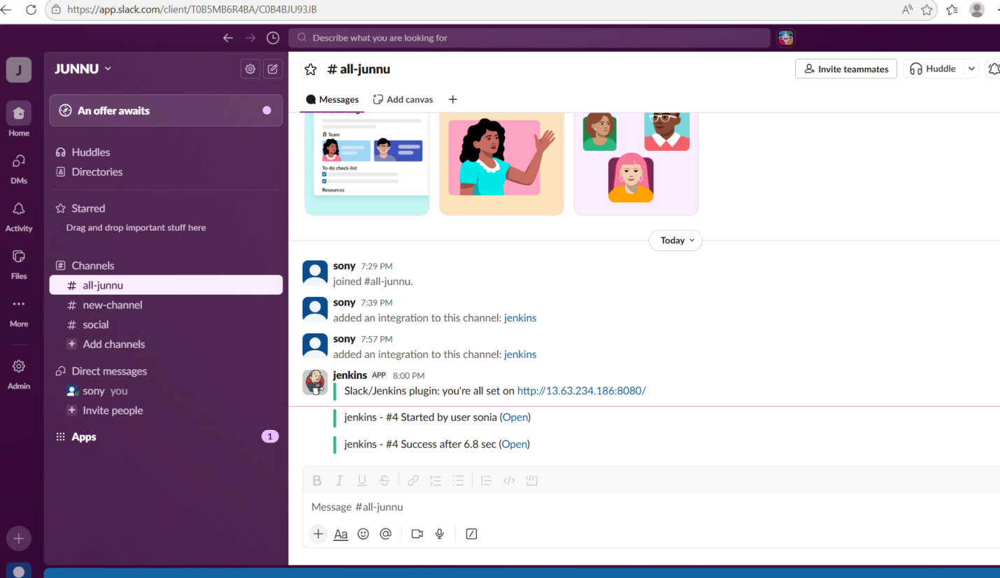 https://app.slack.com/client/T0B5MB6R4BA/C0B4BJU93JB
Describe what you are looking for
J
Home
DMs
Activity
Files
More
Admin
JUNNU
An offer awaits
Huddles
Directories
Starred
Drag and drop important stuff here
Channels
# all-junnu
# new-channel
# social
+ Add channels
Direct messages
sony you
+ Invite people
Apps 1
# all-junnu
Invite teammates
Huddle
Messages
Add canvas
+
Team
To-do check-list
Resources
Today
sony 7:29 PM
joined #all-junnu.
sony 7:39 PM
added an integration to this channel: jenkins
sony 7:57 PM
added an integration to this channel: jenkins
jenkins APP 8:00 PM
Slack/Jenkins plugin: you're all set on http://13.63.234.186:8080/
jenkins - #4 Started by user sonia (Open)
jenkins - #4 Success after 6.8 sec (Open)
B I U S
Message #all-junnu
+ Aa @